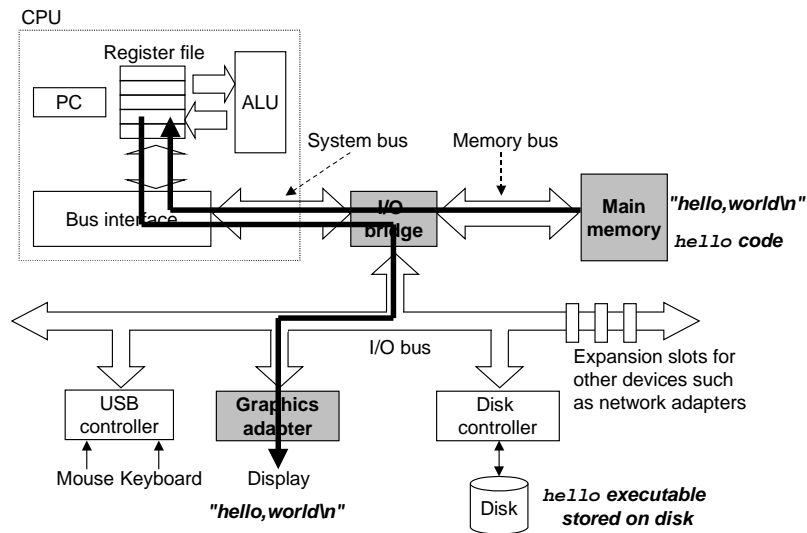 CPU
Register file
PC
ALU
System bus
Memory bus
Bus interface
I/O
bridge
Main
memory
"hello,world\n"
hello code
I/O bus
Expansion slots for
other devices such
as network adapters
USB
controller
Graphics
adapter
Disk
controller
Mouse Keyboard
Display
"hello,world\n"
Disk
hello executable
stored on disk